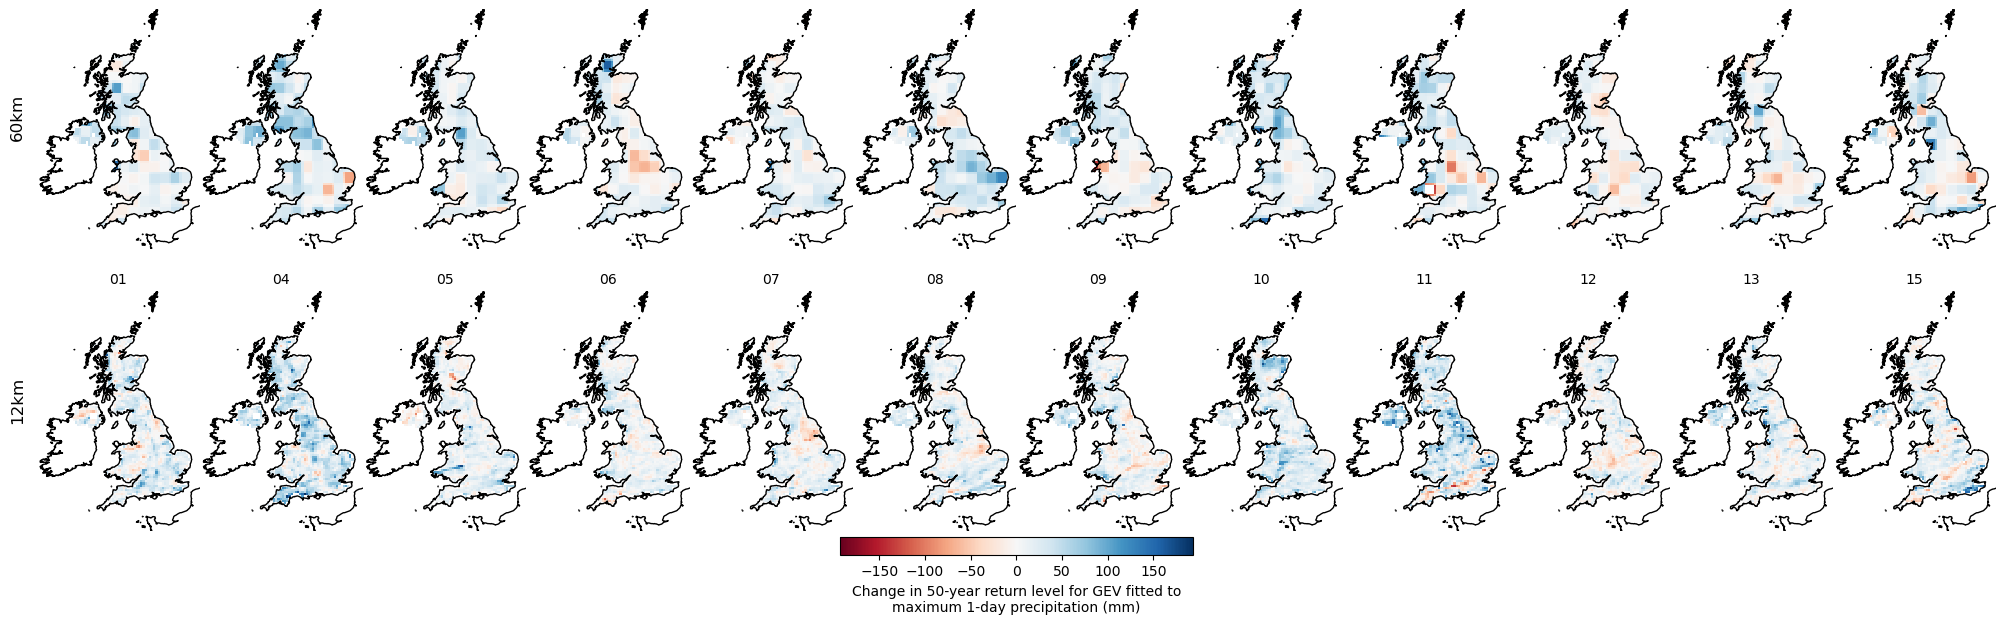 60km
01 04 05 06 07 08 09 10 11 12 13 15
12km
−150 −100 −50 0 50 100 150
Change in 50-year return level for GEV fitted to
maximum 1-day precipitation (mm)